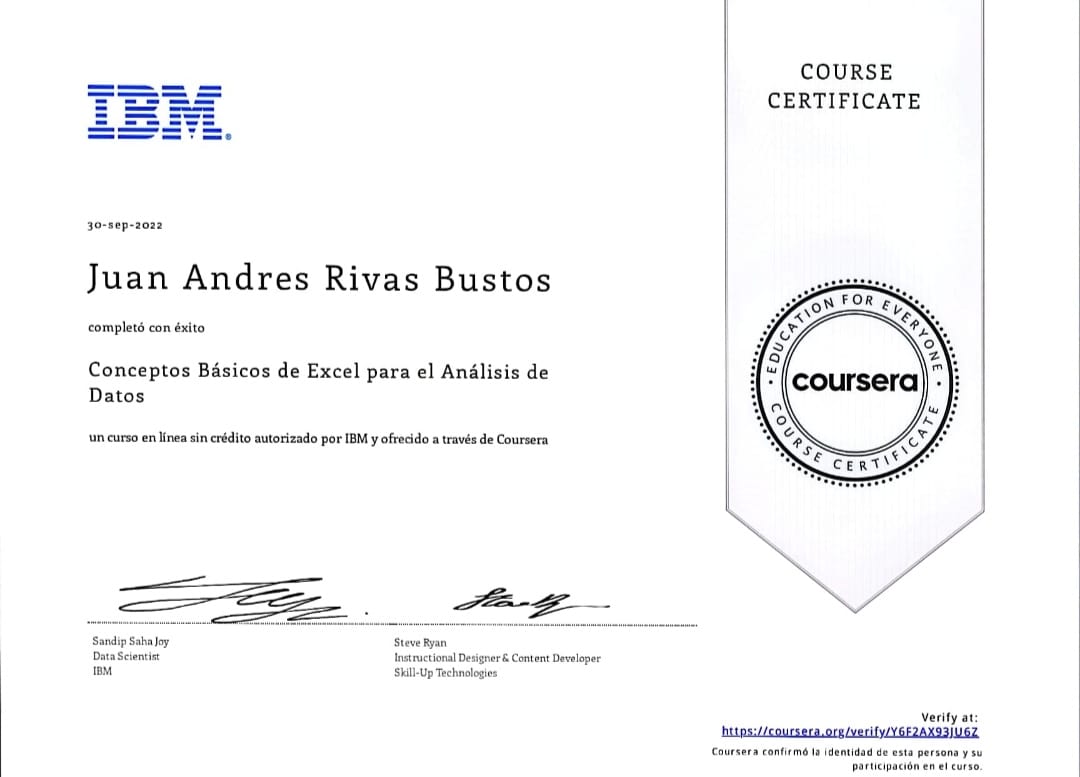 IBM®
COURSE
CERTIFICATE
30-sep-2022
Juan Andres Rivas Bustos
completó con éxito
Conceptos Básicos de Excel para el Análisis de
Datos
un curso en línea sin crédito autorizado por IBM y ofrecido a través de Coursera
EDUCATION FOR EVERYONE
coursera
COURSE CERTIFICATE
Sandip Saha Joy
Data Scientist
IBM
Steve Ryan
Instructional Designer & Content Developer
Skill-Up Technologies
Verify at:
https://coursera.org/verify/Y6F2AX93JU6Z
Coursera confirmó la identidad de esta persona y su
participación en el curso.